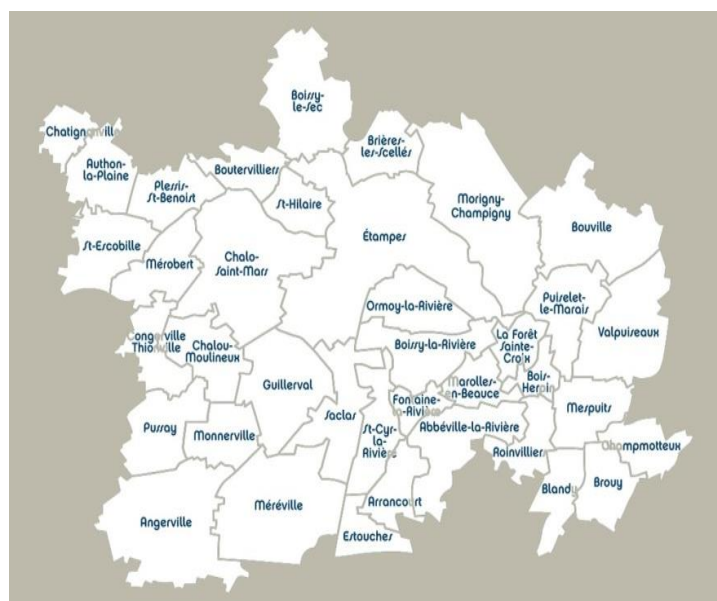 Boissy-
le-Sec
Chatignonville
Brières-
les-Scellés
Authon-
la-Plaine
Boutervilliers
Plessis-
St-Benoist
St-Hilaire
Morigny-
Champigny
Bouville
Étampes
St-Escobille
Mérobert
Chalo-
Saint-Mars
Ormoy-la-Rivière
Puiselet-
le-Marais
Valpuiseaux
Congerville
Thionville
Chalou-
Moulineux
Boissy-la-Rivière
La Forêt
Sainte-
Croix
Guillerval
Marolles-
en-Beauce
Bois-
Herpin
Saclas
Fontaine-
la-Rivière
Mespuits
Pussay
Monnerville
St-Cyr-
la-
Rivière
Abbéville-la-Rivière
Roinvilliers
Champmotteux
Blandy
Brouy
Angerville
Méréville
Arrancourt
Estouches